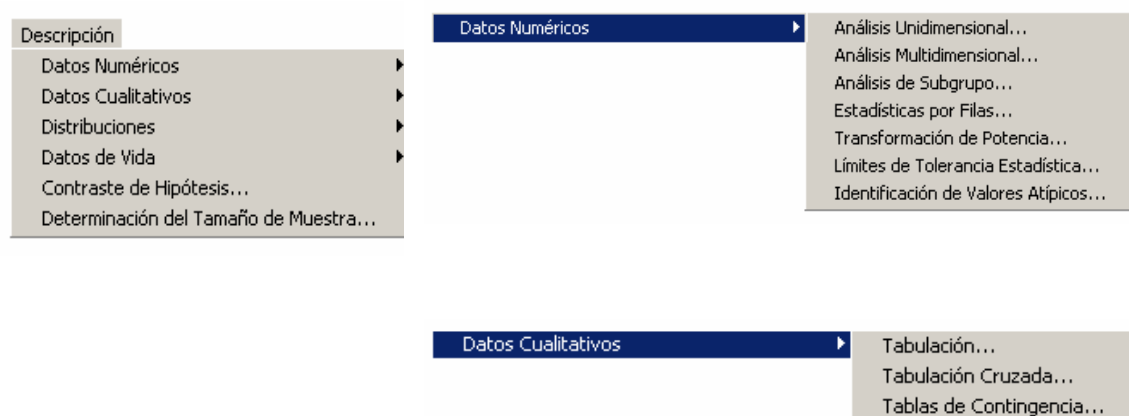 Descripción
Datos Numéricos
Datos Cualitativos
Distribuciones
Datos de Vida
Contraste de Hipótesis...
Determinación del Tamaño de Muestra...
Datos Numéricos
Análisis Unidimensional...
Análisis Multidimensional...
Análisis de Subgrupo...
Estadísticas por Filas...
Transformación de Potencia...
Límites de Tolerancia Estadística...
Identificación de Valores Atípicos...
Datos Cualitativos
Tabulación...
Tabulación Cruzada...
Tablas de Contingencia...